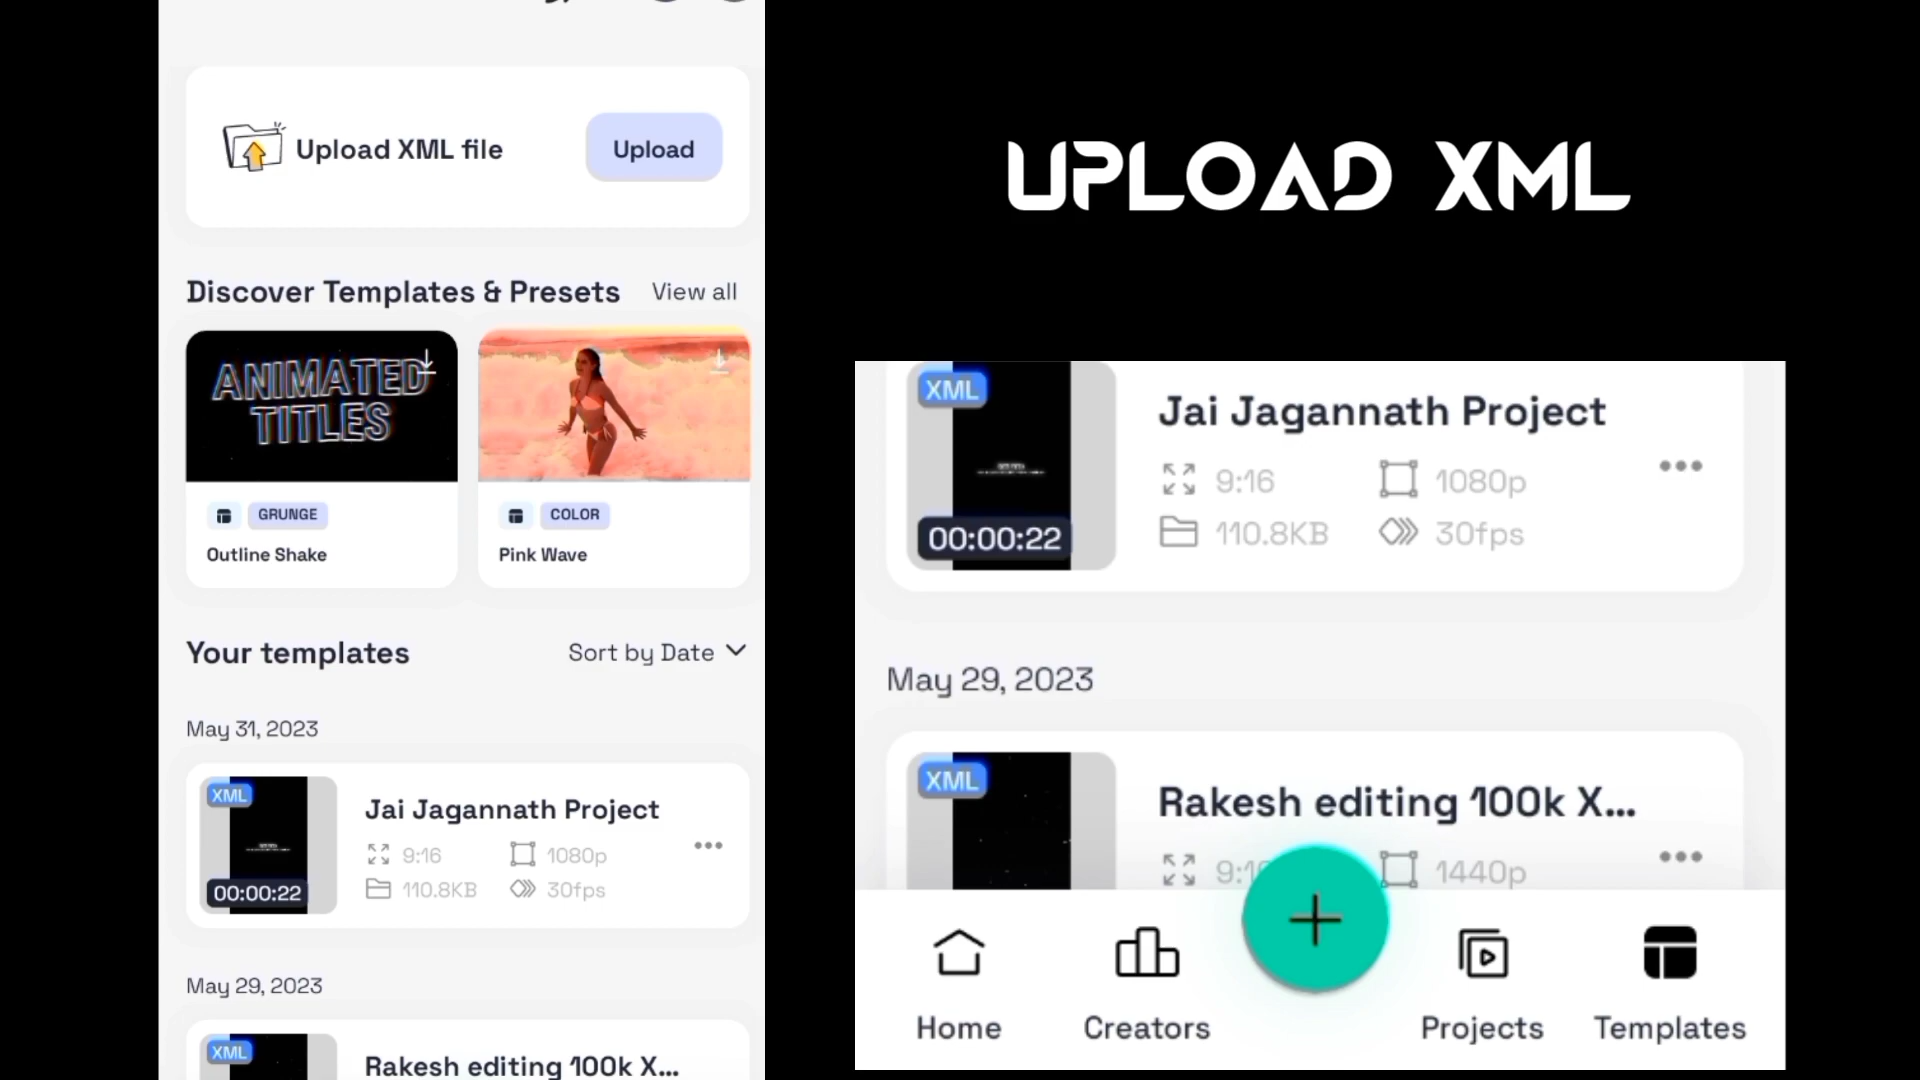 Upload XML file
Upload
Discover Templates & Presets
View all
ANIMATED
TITLES
GRUNGE
Outline Shake
COLOR
Pink Wave
Your templates
Sort by Date
May 31, 2023
XML
00:00:22
Jai Jagannath Project
9:16
1080p
110.8KB
30fps
May 29, 2023
XML
Rakesh editing 100k X...
UPLOAD XML
XML
00:00:22
Jai Jagannath Project
9:16
1080p
110.8KB
30fps
May 29, 2023
XML
Rakesh editing 100k X...
1440p
Home
Creators
Projects
Templates